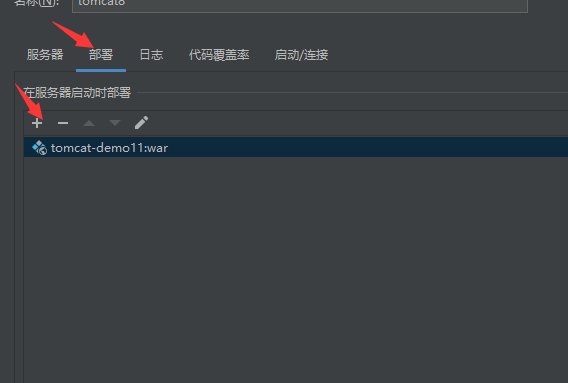 名称(N): tomcat8
服务器 部署 日志 代码覆盖率 启动/连接
在服务器启动时部署
tomcat-demo11:war